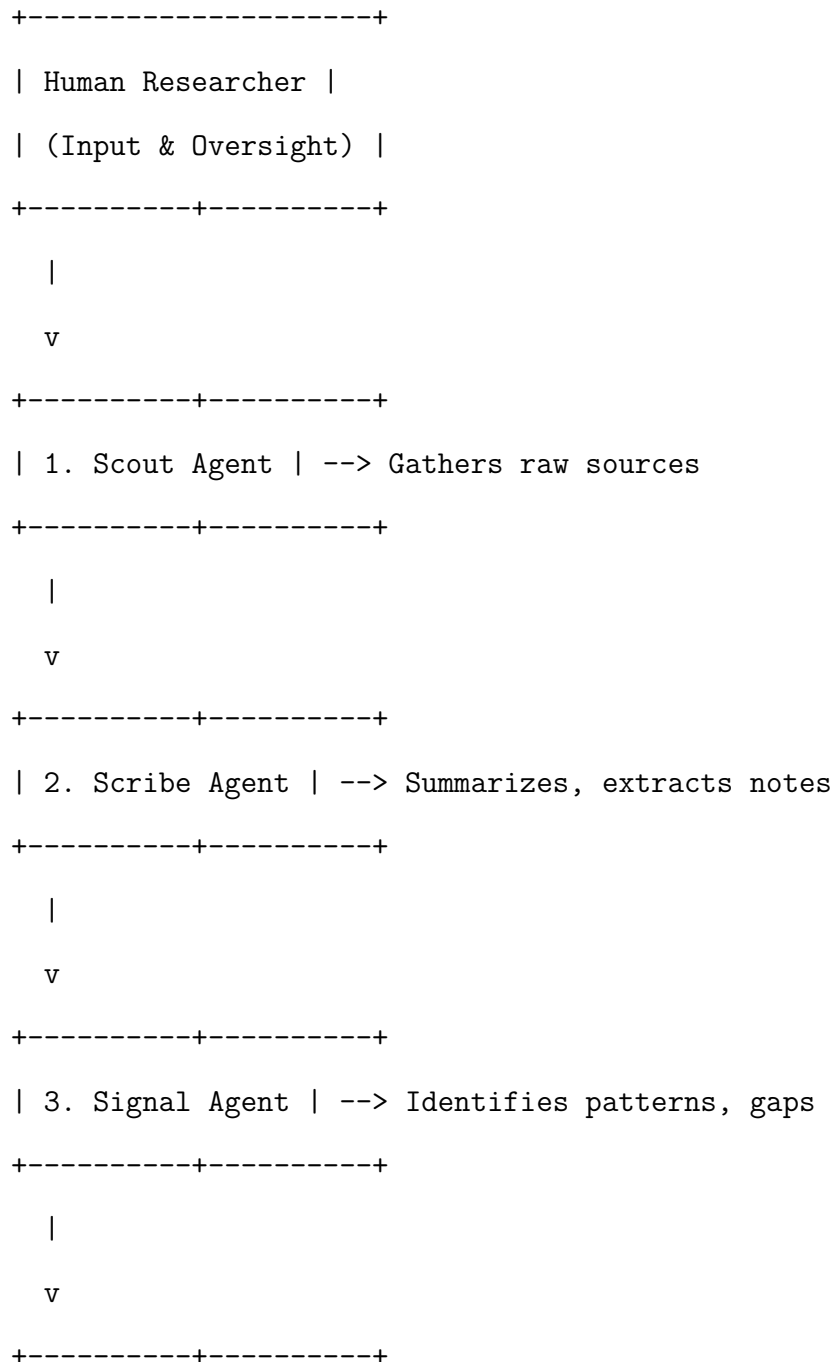 +---------------------+
| Human Researcher |
| (Input & Oversight) |
+----------+----------+
|
v
+----------+----------+
| 1. Scout Agent | --> Gathers raw sources
+----------+----------+
|
v
+----------+----------+
| 2. Scribe Agent | --> Summarizes, extracts notes
+----------+----------+
|
v
+----------+----------+
| 3. Signal Agent | --> Identifies patterns, gaps
+----------+----------+
|
v
+----------+----------+